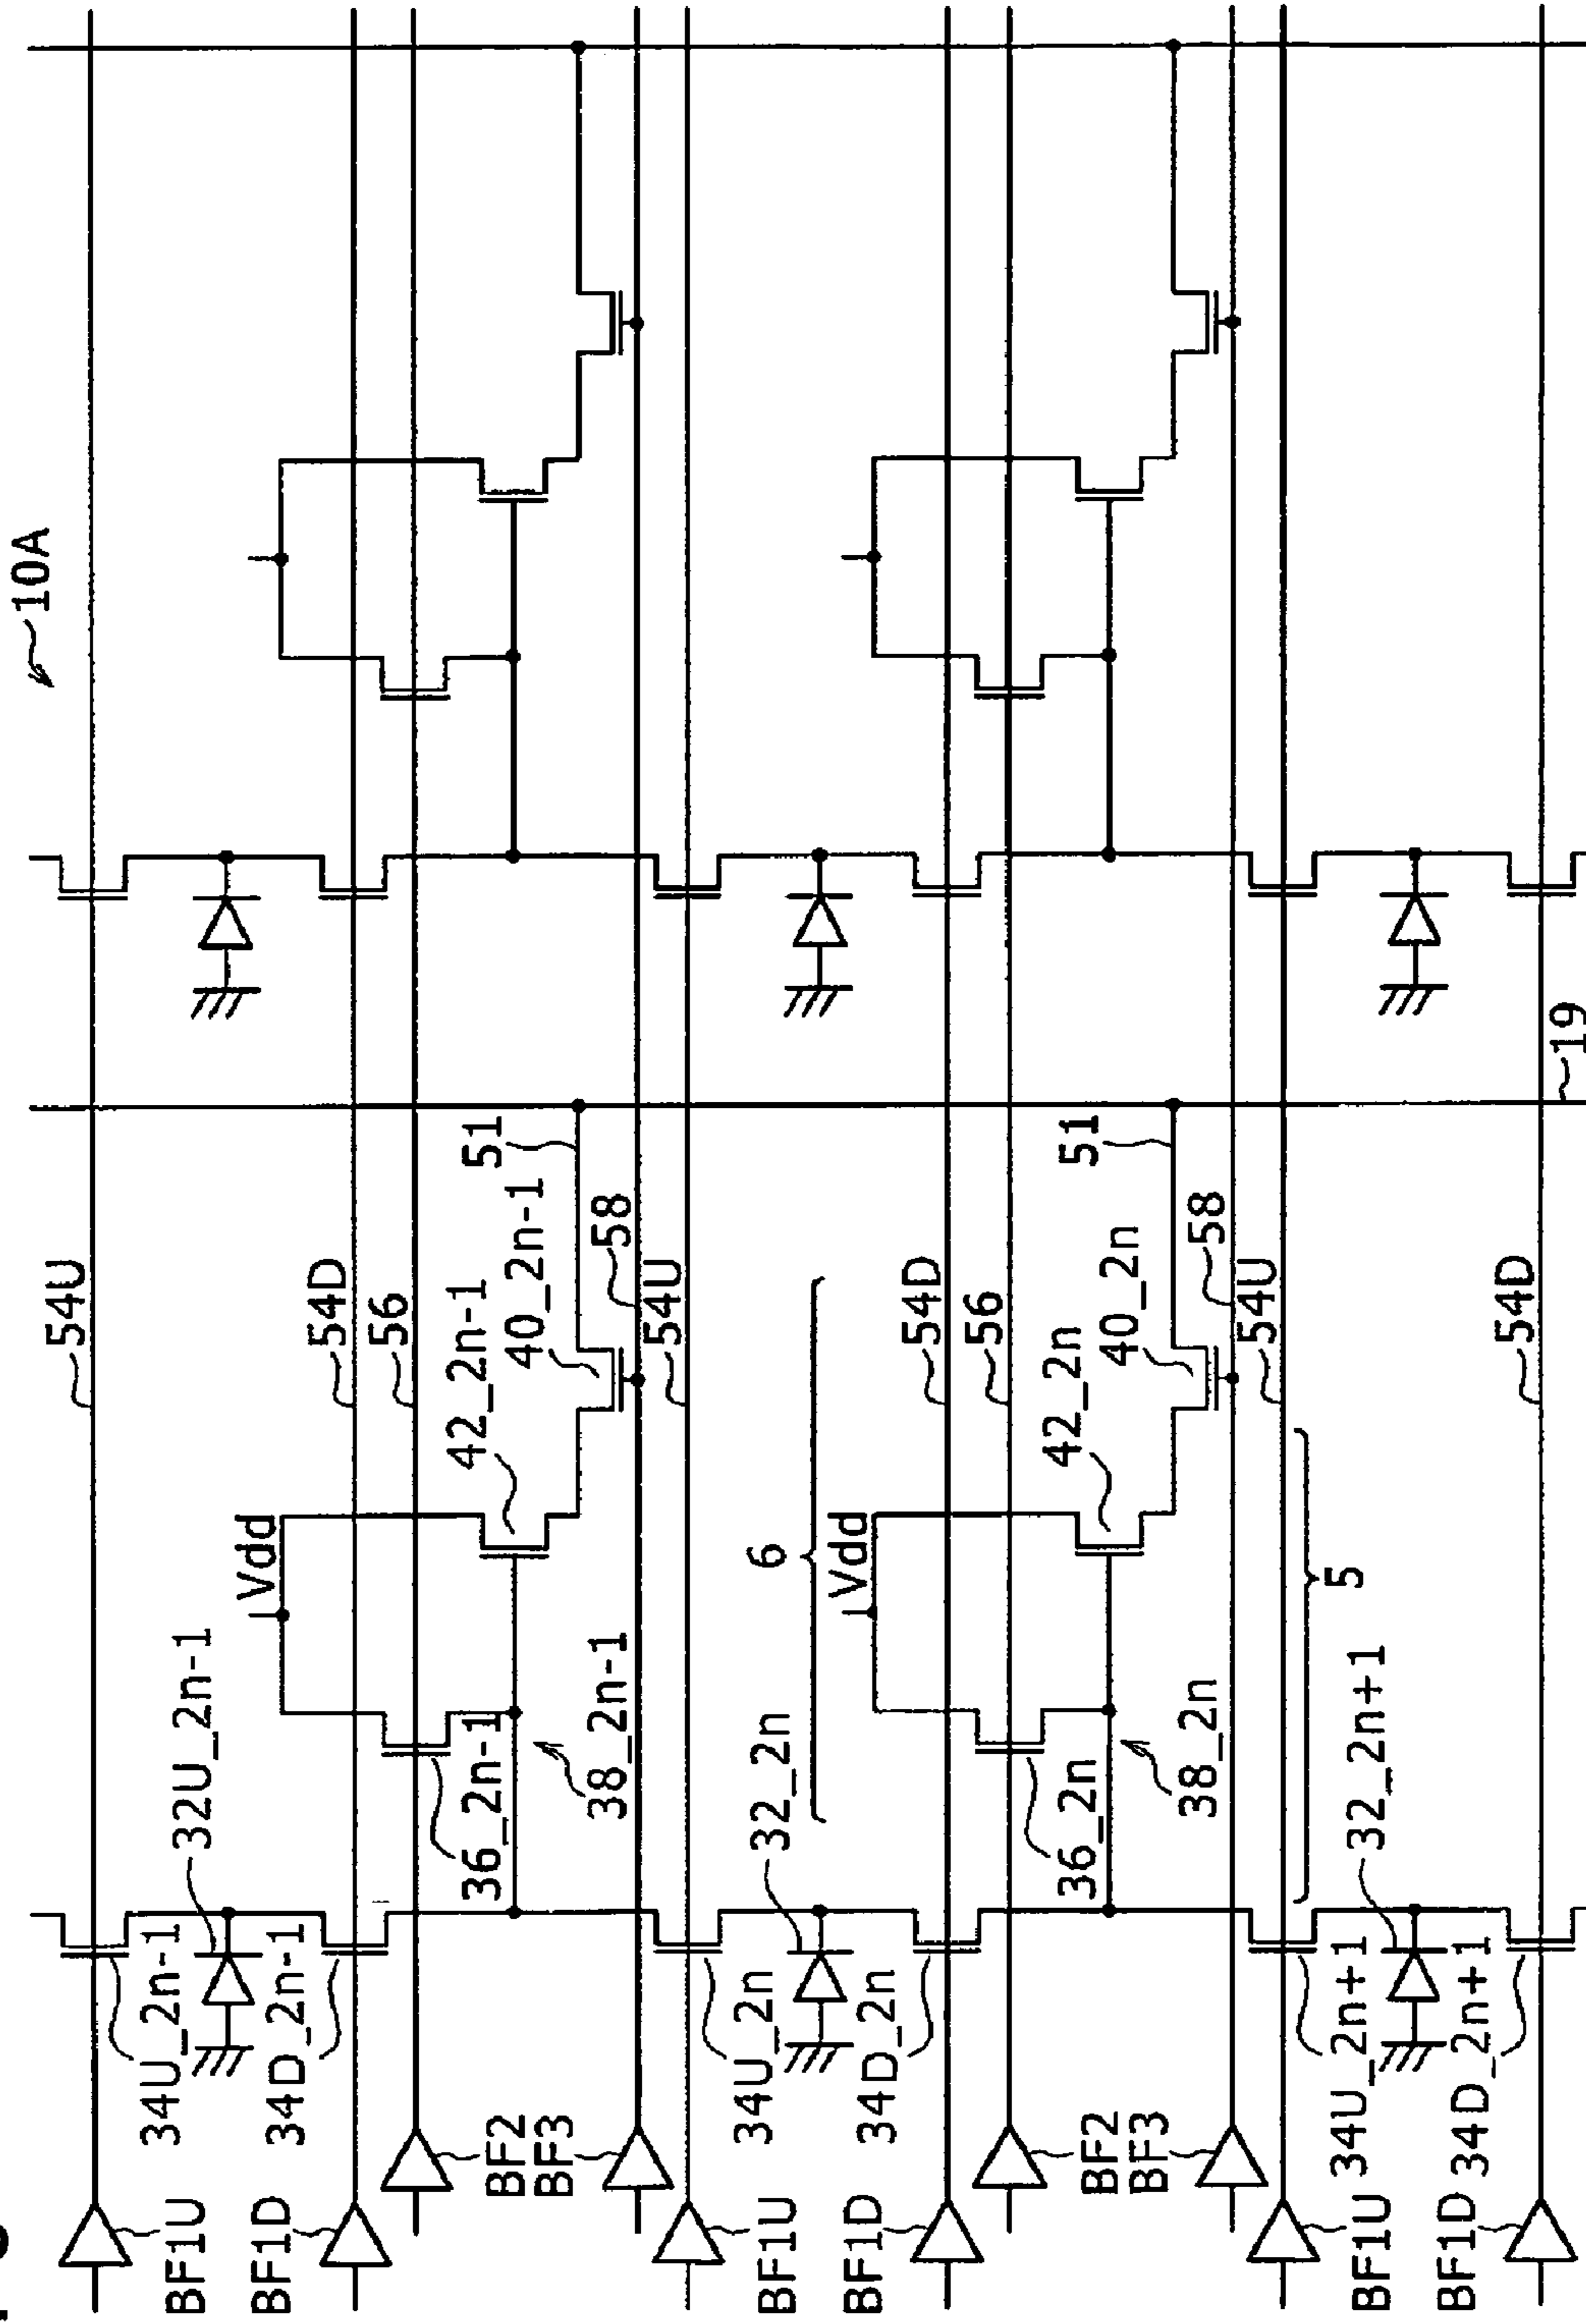 10A
54U
54D
56
Vdd
42_2n-1
40_2n-1
51
58
54U
32U_2n-1
36_2n-1
38_2n-1
34U_2n-1
34D_2n-1
BF1U
BF1D
BF2
BF3
6
54D
56
Vdd
42_2n
40_2n
51
58
54U
32_2n
36_2n
38_2n
34U_2n
34D_2n
BF1U
BF1D
BF2
BF3
5
54D
19
32_2n+1
34U_2n+1
34D_2n+1
BF1U
BF1D